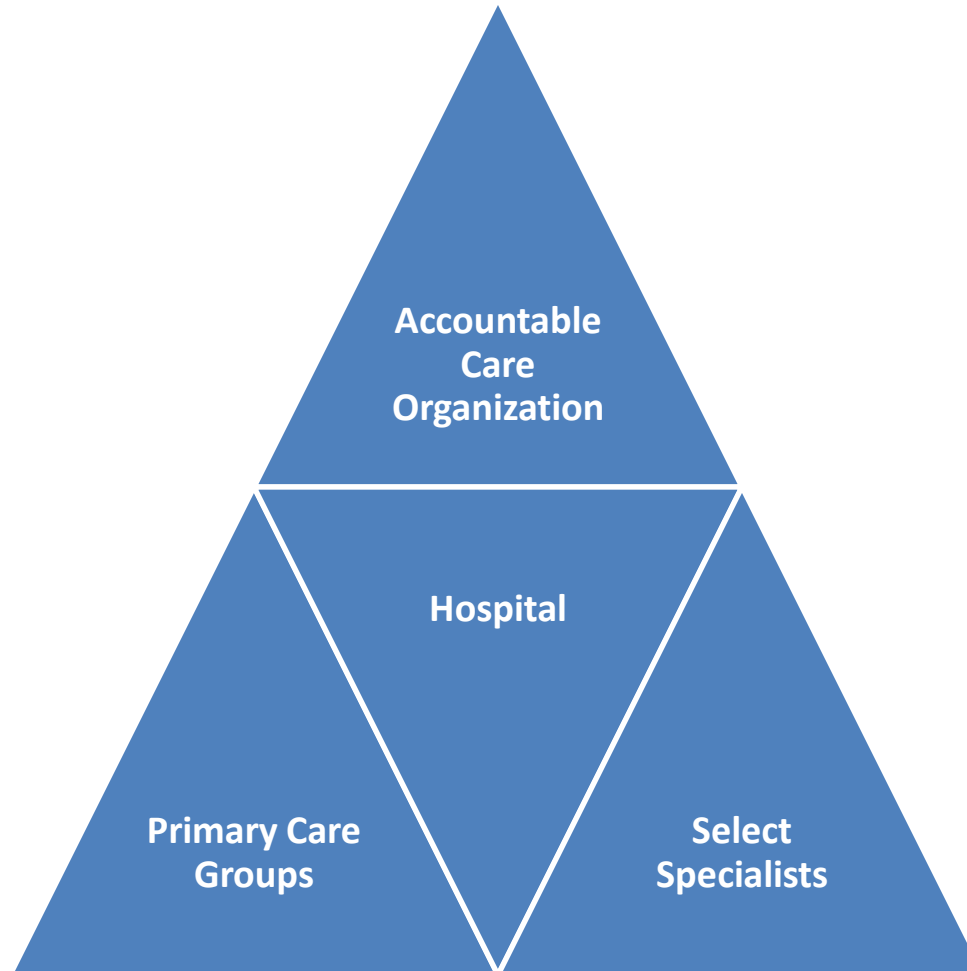 Accountable
Care
Organization
Hospital
Primary Care
Groups
Select
Specialists